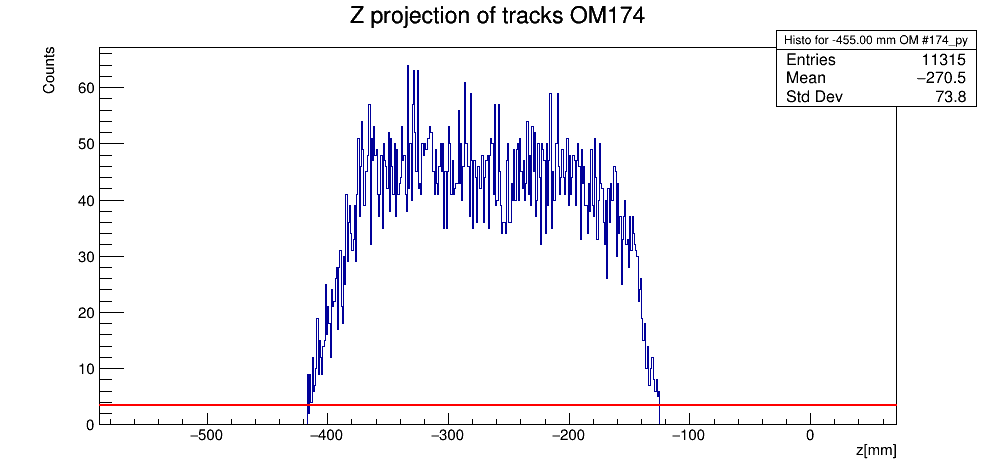 Z projection of tracks OM174
Histo for -455.00 mm OM #174_py
Entries 11315
Mean −270.5
Std Dev 73.8
Counts
60
50
40
30
20
10
0
−500 −400 −300 −200 −100 0
z[mm]